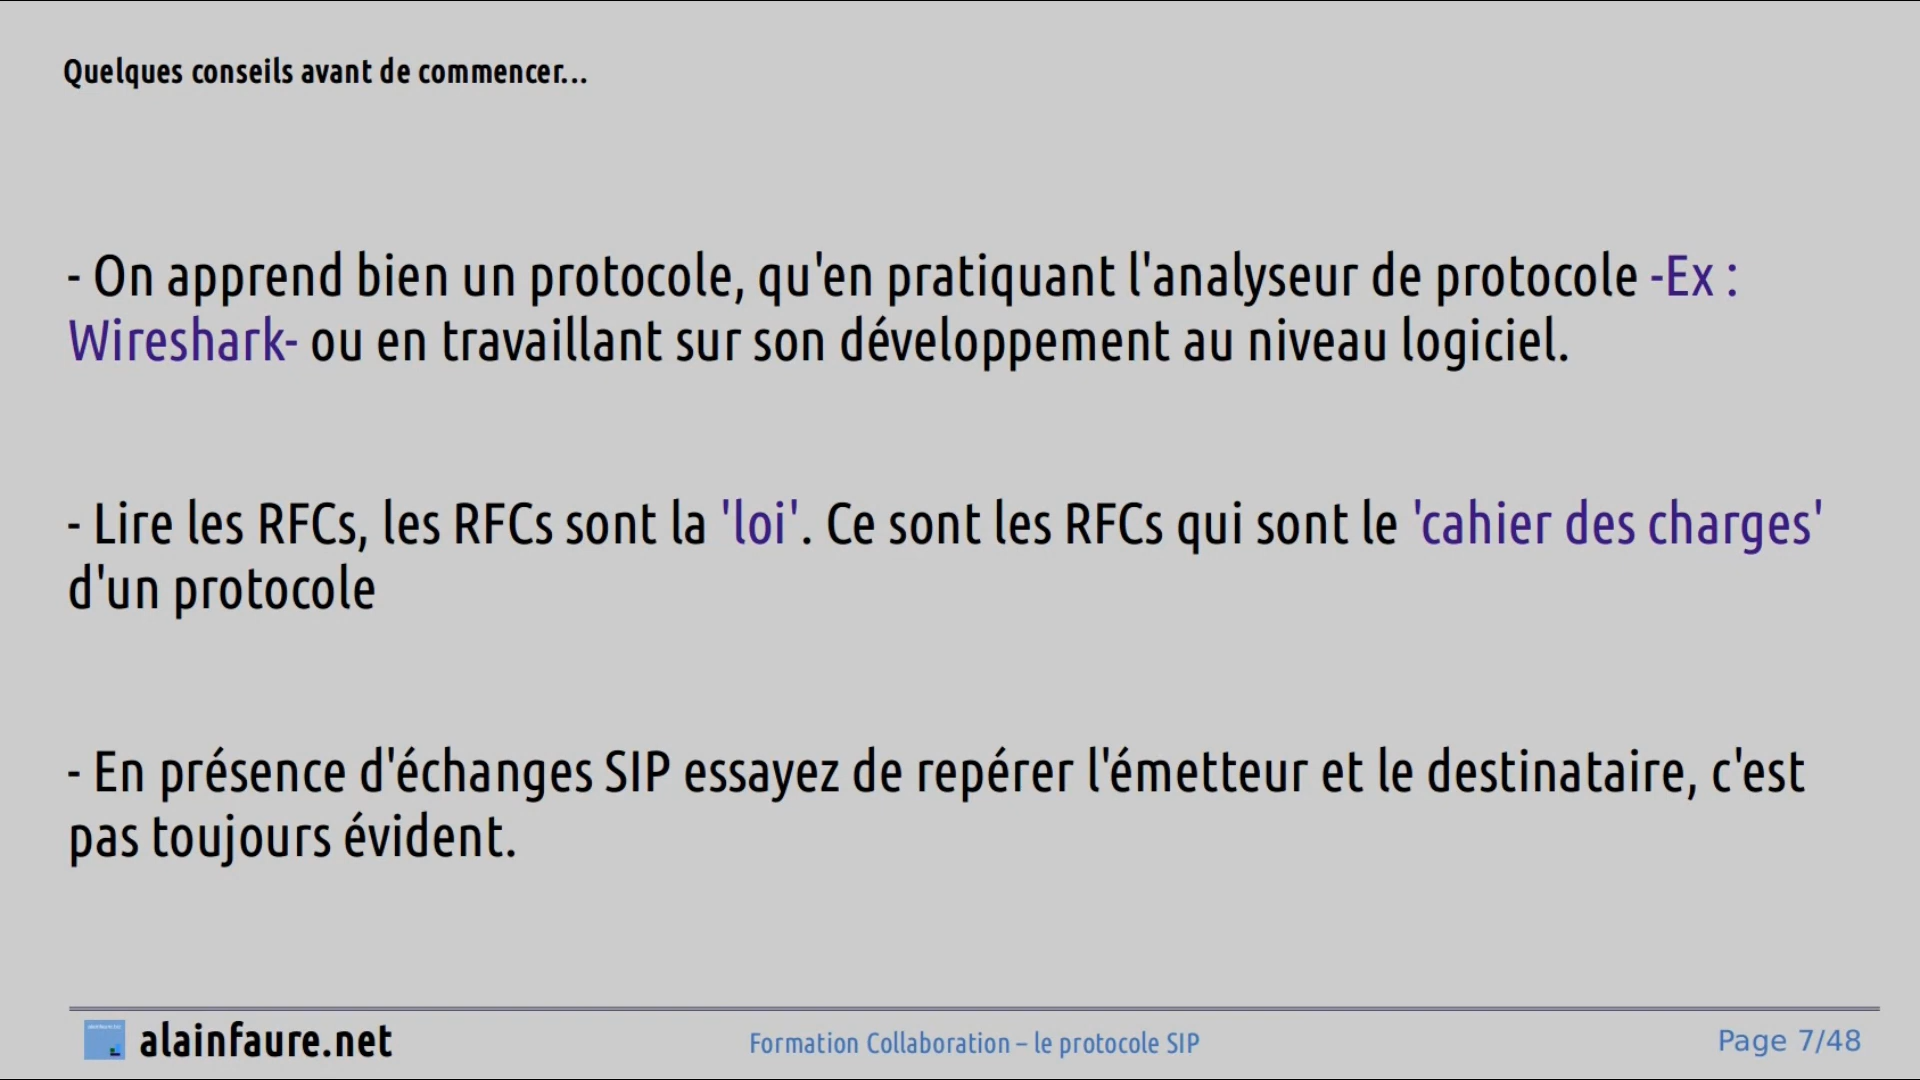 Quelques conseils avant de commencer...
- On apprend bien un protocole, qu'en pratiquant l'analyseur de protocole -Ex :
Wireshark- ou en travaillant sur son développement au niveau logiciel.
- Lire les RFCs, les RFCs sont la 'loi'. Ce sont les RFCs qui sont le 'cahier des charges'
d'un protocole
- En présence d'échanges SIP essayez de repérer l'émetteur et le destinataire, c'est
pas toujours évident.
alainfaure.net
Formation Collaboration – le protocole SIP
Page 7/48